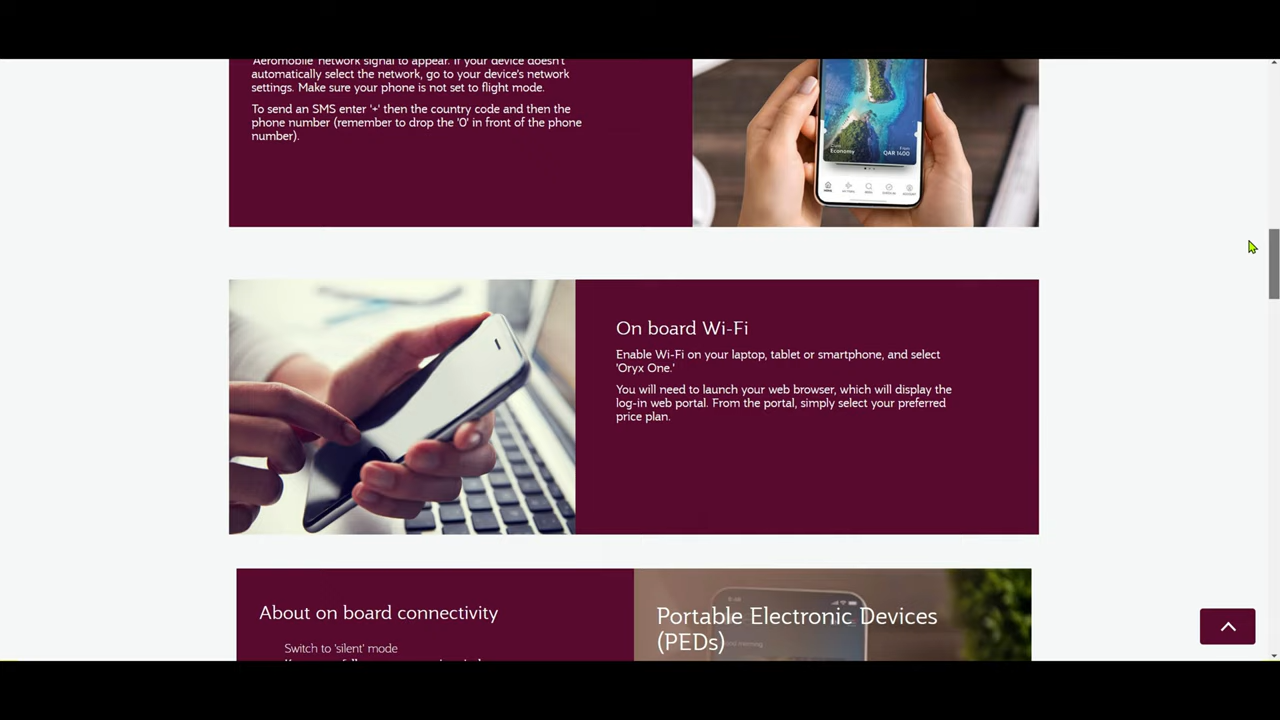 'Aeromobile' network signal to appear. If your device doesn't
automatically select the network, go to your device's network
settings. Make sure your phone is not set to flight mode.
To send an SMS enter '+' then the country code and then the
phone number (remember to drop the '0' in front of the phone
number).
Economy
From
QAR 1400
On board Wi-Fi
Enable Wi-Fi on your laptop, tablet or smartphone, and select
'Oryx One.'
You will need to launch your web browser, which will display the
log-in web portal. From the portal, simply select your preferred
price plan.
About on board connectivity
Switch to 'silent' mode
Portable Electronic Devices
(PEDs)